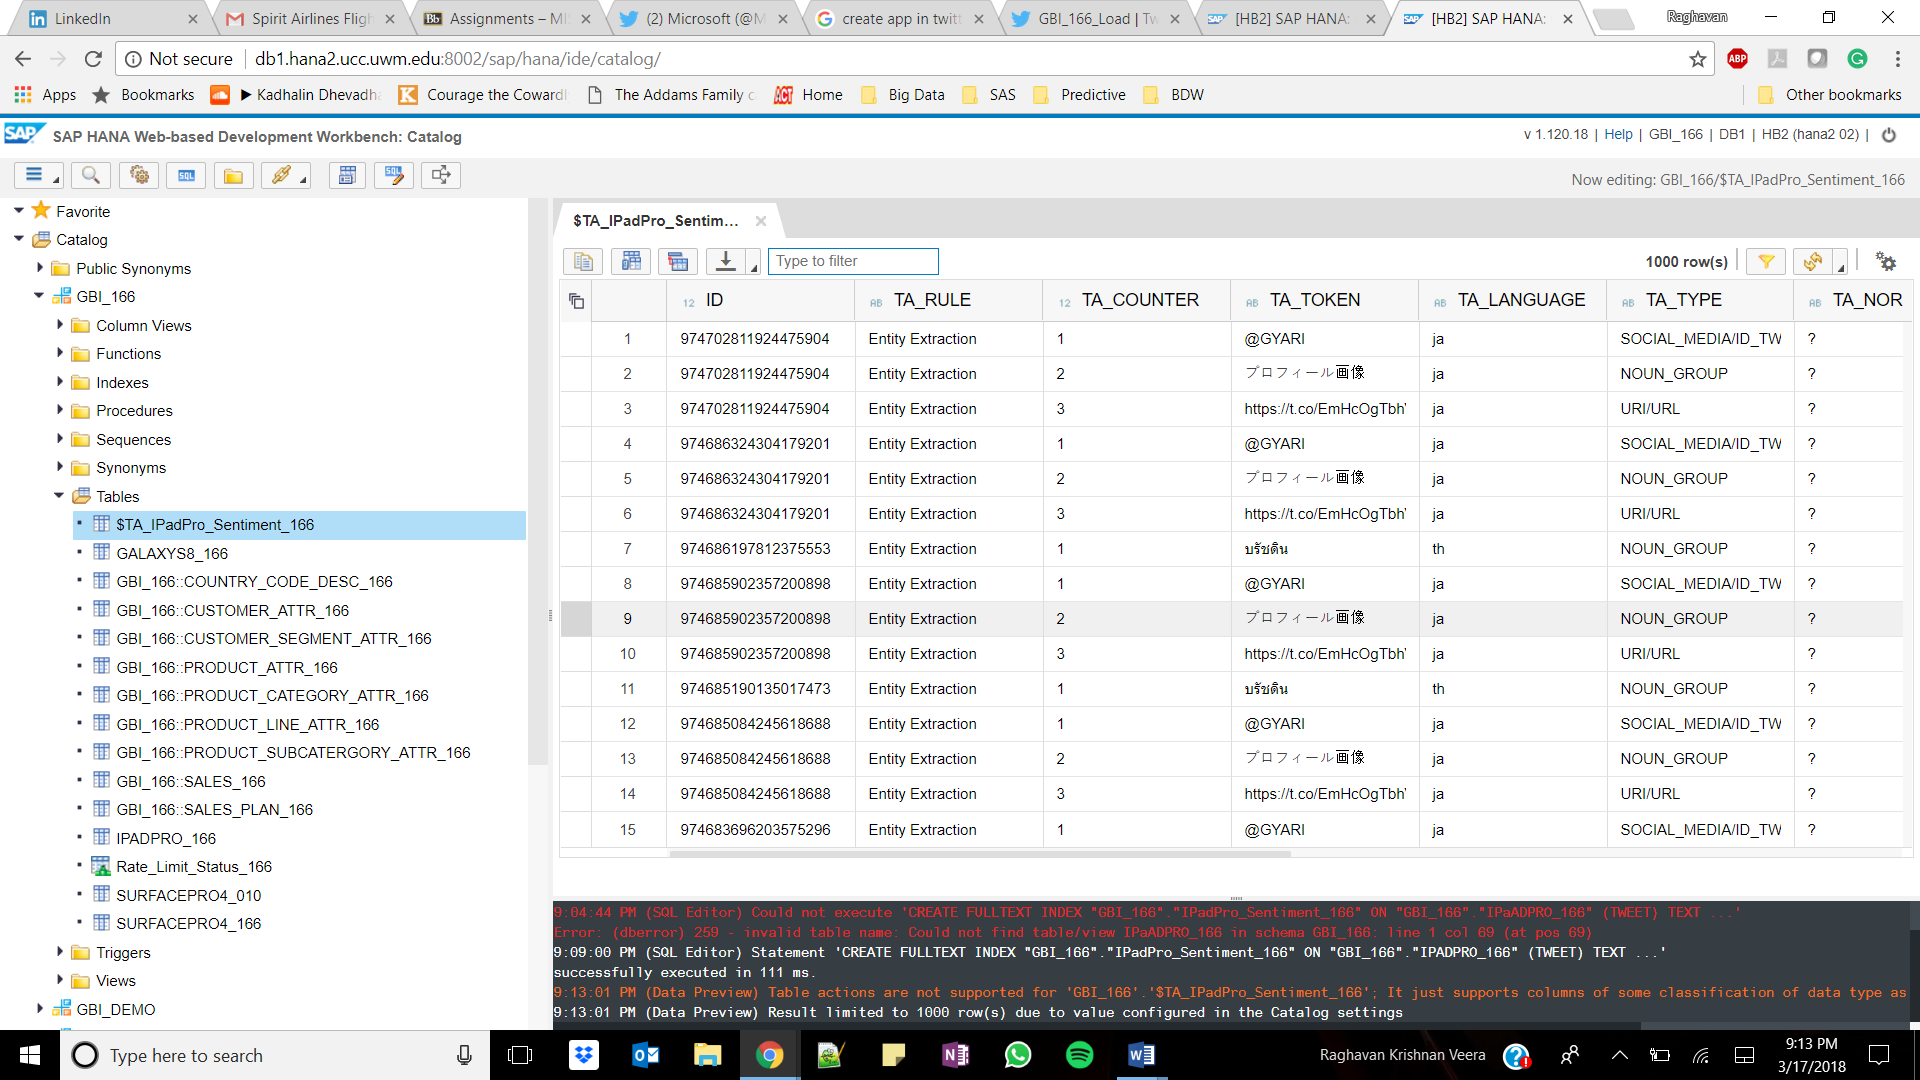 LinkedIn
Spirit Airlines Fligh
Assignments – MI
(2) Microsoft (@M
create app in twitt
GBI_166_Load | Tw
[HB2] SAP HANA:
[HB2] SAP HANA:
Raghavan
Not secure db1.hana2.ucc.uwm.edu:8002/sap/hana/ide/catalog/
ABP
Apps Bookmarks Kadhalin Dhevadha Courage the Coward The Addams Family c Home Big Data SAS Predictive BDW Other bookmarks
SAP SAP HANA Web-based Development Workbench: Catalog
v 1.120.18 | Help | GBI_166 | DB1 | HB2 (hana2 02) |
Now editing: GBI_166/$TA_IPadPro_Sentiment_166
Favorite
Catalog
Public Synonyms
GBI_166
Column Views
Functions
Indexes
Procedures
Sequences
Synonyms
Tables
$TA_IPadPro_Sentiment_166
GALAXYS8_166
GBI_166::COUNTRY_CODE_DESC_166
GBI_166::CUSTOMER_ATTR_166
GBI_166::CUSTOMER_SEGMENT_ATTR_166
GBI_166::PRODUCT_ATTR_166
GBI_166::PRODUCT_CATEGORY_ATTR_166
GBI_166::PRODUCT_LINE_ATTR_166
GBI_166::PRODUCT_SUBCATERGORY_ATTR_166
GBI_166::SALES_166
GBI_166::SALES_PLAN_166
IPADPRO_166
Rate_Limit_Status_166
SURFACEPRO4_010
SURFACEPRO4_166
Triggers
Views
GBI_DEMO
$TA_IPadPro_Sentim...
Type to filter
1000 row(s)
12 ID AB TA_RULE 12 TA_COUNTER AB TA_TOKEN AB TA_LANGUAGE AB TA_TYPE AB TA_NOR
1 974702811924475904 Entity Extraction 1 @GYARI ja SOCIAL_MEDIA/ID_TW ?
2 974702811924475904 Entity Extraction 2 プロフィール画像 ja NOUN_GROUP ?
3 974702811924475904 Entity Extraction 3 https://t.co/EmHcOgTbh ja URI/URL ?
4 974686324304179201 Entity Extraction 1 @GYARI ja SOCIAL_MEDIA/ID_TW ?
5 974686324304179201 Entity Extraction 2 プロフィール画像 ja NOUN_GROUP ?
6 974686324304179201 Entity Extraction 3 https://t.co/EmHcOgTbh ja URI/URL ?
7 974686197812375553 Entity Extraction 1 บรัชดิน th NOUN_GROUP ?
8 974685902357200898 Entity Extraction 1 @GYARI ja SOCIAL_MEDIA/ID_TW ?
9 974685902357200898 Entity Extraction 2 プロフィール画像 ja NOUN_GROUP ?
10 974685902357200898 Entity Extraction 3 https://t.co/EmHcOgTbh ja URI/URL ?
11 974685190135017473 Entity Extraction 1 บรัชดิน th NOUN_GROUP ?
12 974685084245618688 Entity Extraction 1 @GYARI ja SOCIAL_MEDIA/ID_TW ?
13 974685084245618688 Entity Extraction 2 プロフィール画像 ja NOUN_GROUP ?
14 974685084245618688 Entity Extraction 3 https://t.co/EmHcOgTbh ja URI/URL ?
15 974683696203575296 Entity Extraction 1 @GYARI ja SOCIAL_MEDIA/ID_TW ?
9:04:44 PM (SQL Editor) Could not execute 'CREATE FULLTEXT INDEX "GBI_166"."IPadPro_Sentiment_166" ON "GBI_166"."IPaADPRO_166" (TWEET) TEXT ...'
Error: (dberror) 259 - invalid table name: Could not find table/view IPaADPRO_166 in schema GBI_166: line 1 col 69 (at pos 69)
9:09:00 PM (SQL Editor) Statement 'CREATE FULLTEXT INDEX "GBI_166"."IPadPro_Sentiment_166" ON "GBI_166"."IPADPRO_166" (TWEET) TEXT ...'
successfully executed in 111 ms.
9:13:01 PM (Data Preview) Table actions are not supported for 'GBI_166'.'$TA_IPadPro_Sentiment_166'; It just supports columns of some classification of data type as
9:13:01 PM (Data Preview) Result limited to 1000 row(s) due to value configured in the Catalog settings
Type here to search
Raghavan Krishnan Veera
9:13 PM
3/17/2018